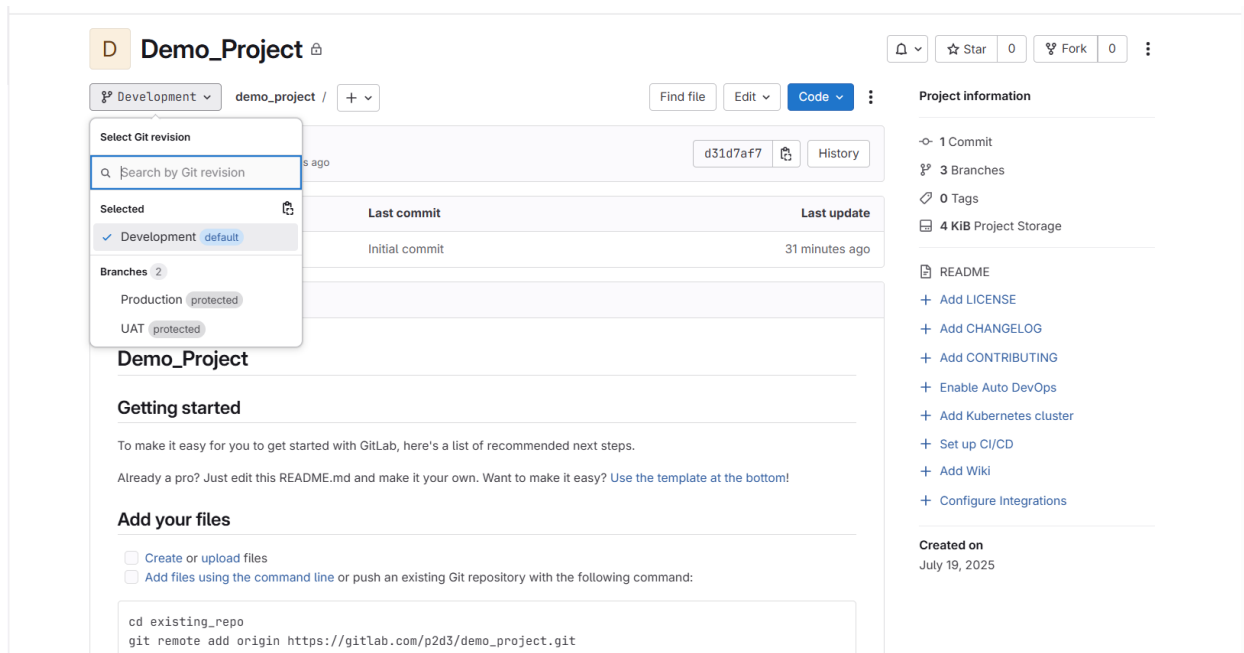 D Demo_Project
Star 0 Fork 0
Development demo_project / +
Find file Edit Code
Select Git revision
Search by Git revision
Selected
Development default
Branches 2
Production protected
UAT protected
s ago
d31d7af7 History
Last commit Last update
Initial commit 31 minutes ago
Demo_Project
Getting started
To make it easy for you to get started with GitLab, here's a list of recommended next steps.
Already a pro? Just edit this README.md and make it your own. Want to make it easy? Use the template at the bottom!
Add your files
Create or upload files
Add files using the command line or push an existing Git repository with the following command:
cd existing_repo
git remote add origin https://gitlab.com/p2d3/demo_project.git
Project information
1 Commit
3 Branches
0 Tags
4 KiB Project Storage
README
+ Add LICENSE
+ Add CHANGELOG
+ Add CONTRIBUTING
+ Enable Auto DevOps
+ Add Kubernetes cluster
+ Set up CI/CD
+ Add Wiki
+ Configure Integrations
Created on
July 19, 2025